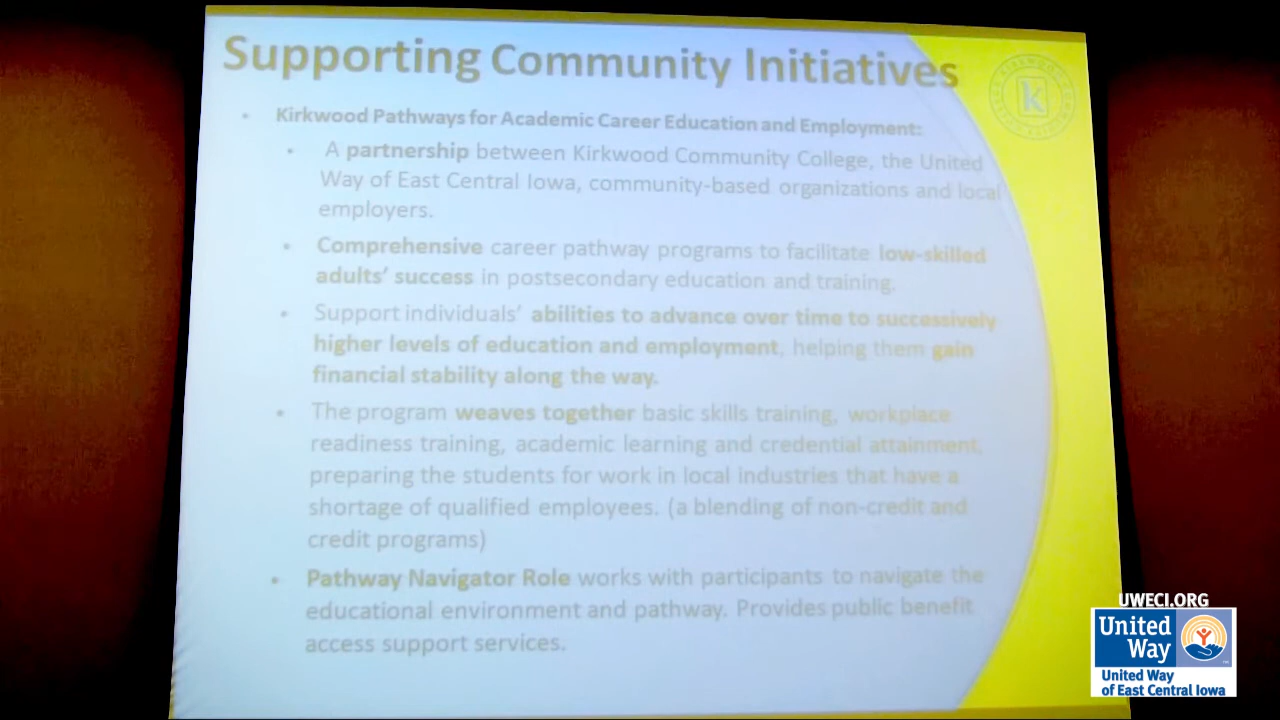 Supporting Community Initiatives
• Kirkwood Pathways for Academic Career Education and Employment:
• A partnership between Kirkwood Community College, the United
Way of East Central Iowa, community-based organizations and local
employers.
• Comprehensive career pathway programs to facilitate low-skilled
adults' success in postsecondary education and training.
• Support individuals' abilities to advance over time to successively
higher levels of education and employment, helping them gain
financial stability along the way.
• The program weaves together basic skills training, workplace
readiness training, academic learning and credential attainment,
preparing the students for work in local industries that have a
shortage of qualified employees. (a blending of non-credit and
credit programs)
• Pathway Navigator Role works with participants to navigate the
educational environment and pathway. Provides public benefit
access support services.
K
UWECI.ORG
United
Way
United Way
of East Central Iowa